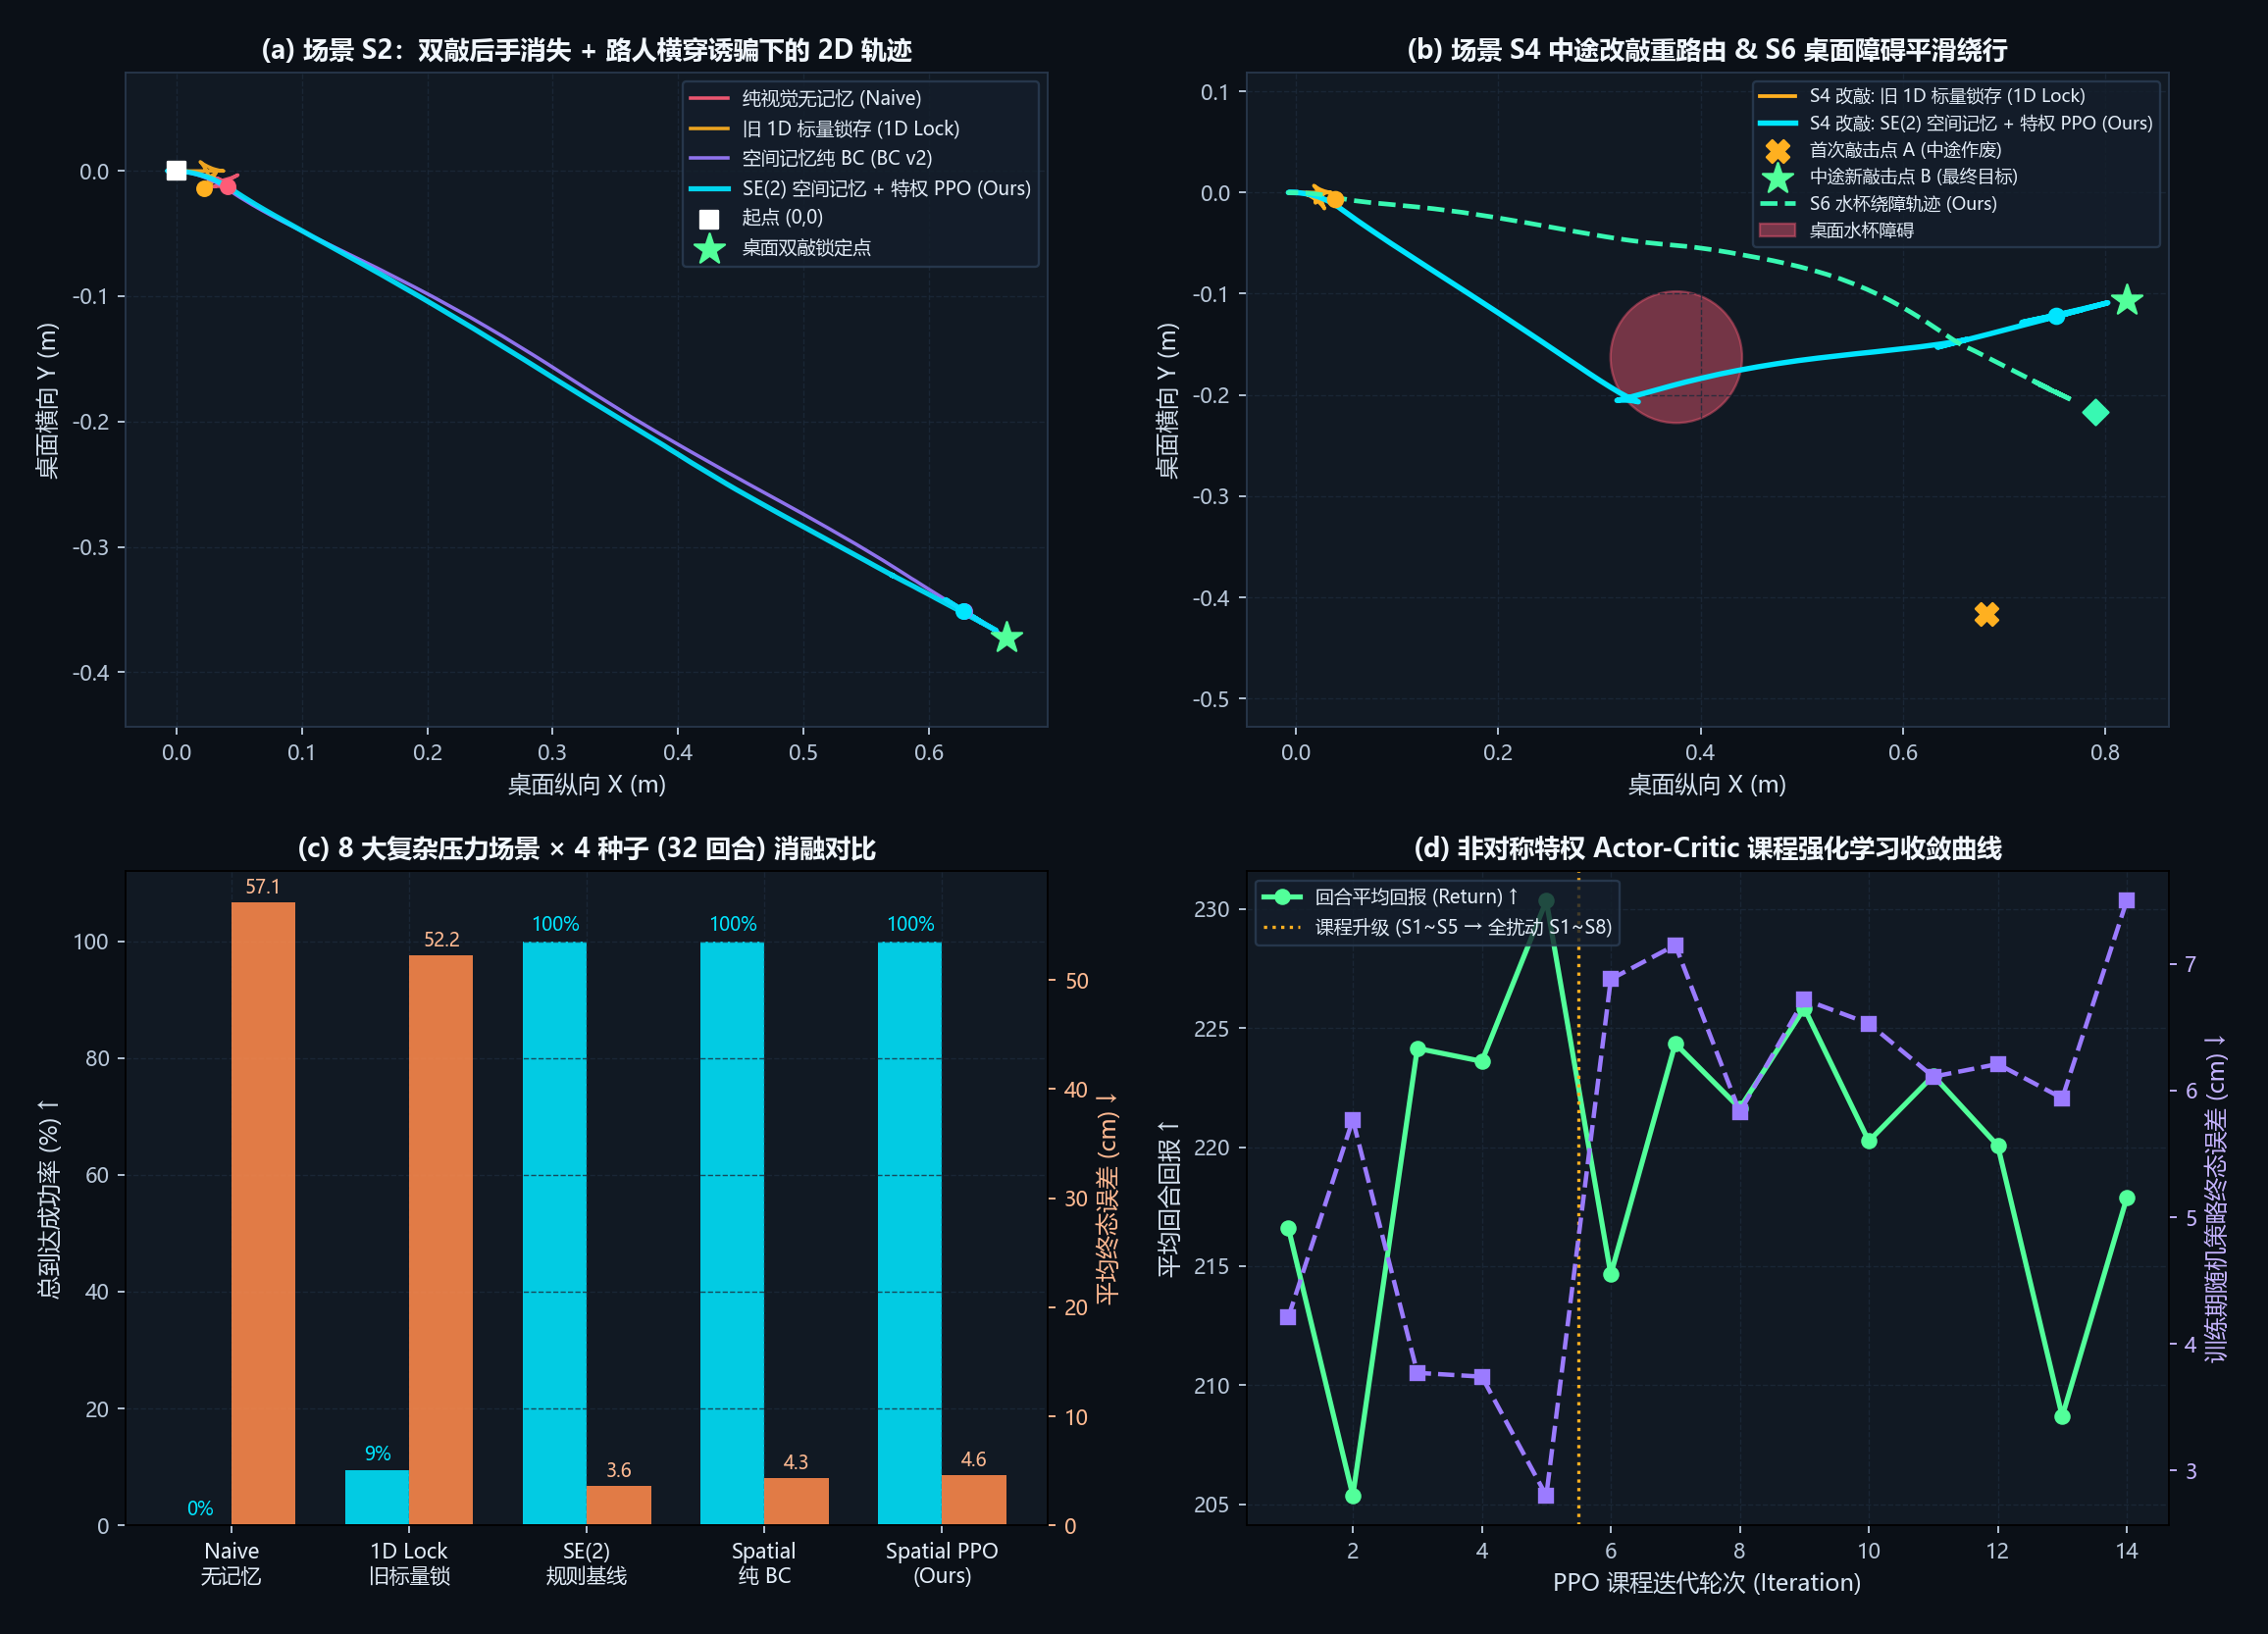 (a) 场景 S2：双敲后手消失 + 路人横穿诱骗下的 2D 轨迹
纯视觉无记忆 (Naive)
旧 1D 标量锁存 (1D Lock)
空间记忆纯 BC (BC v2)
SE(2) 空间记忆 + 特权 PPO (Ours)
起点 (0,0)
桌面双敲锁定点
0.0
-0.1
-0.2
-0.3
-0.4
桌面横向 Y (m)
0.0 0.1 0.2 0.3 0.4 0.5 0.6
桌面纵向 X (m)
(b) 场景 S4 中途改敲重路由 & S6 桌面障碍平滑绕行
S4 改敲: 旧 1D 标量锁存 (1D Lock)
S4 改敲: SE(2) 空间记忆 + 特权 PPO (Ours)
首次敲击点 A (中途作废)
中途新敲击点 B (最终目标)
S6 水杯绕障轨迹 (Ours)
桌面水杯障碍
0.1
0.0
-0.1
-0.2
-0.3
-0.4
-0.5
桌面横向 Y (m)
0.0 0.2 0.4 0.6 0.8
桌面纵向 X (m)
(c) 8 大复杂压力场景 × 4 种子 (32 回合) 消融对比
100
80
60
40
20
0
总到达成功率 (%) ↑
0% 57.1
9% 52.2
100% 3.6
100% 4.3
100% 4.6
50
40
30
20
10
0
平均终态误差 (cm) ↓
Naive
无记忆
1D Lock
旧标量锁
SE(2)
规则基线
Spatial
纯 BC
Spatial PPO
(Ours)
(d) 非对称特权 Actor-Critic 课程强化学习收敛曲线
回合平均回报 (Return) ↑
课程升级 (S1~S5 → 全扰动 S1~S8)
230
225
220
215
210
205
平均回合回报 ↑
7
6
5
4
3
训练期随机策略终态误差 (cm) ↓
2 4 6 8 10 12 14
PPO 课程迭代轮次 (Iteration)